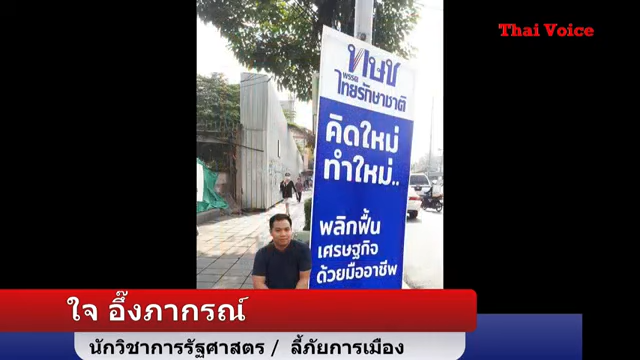 Thai Voice
ทษช
พรรค
ไทยรักษาชาติ
คิดใหม่
ทำใหม่..
พลิกฟื้น
เศรษฐกิจ
ด้วยมืออาชีพ
ใจ อึ๊งภากรณ์
นักวิชาการรัฐศาสตร / ลี้ภัยการเมือง